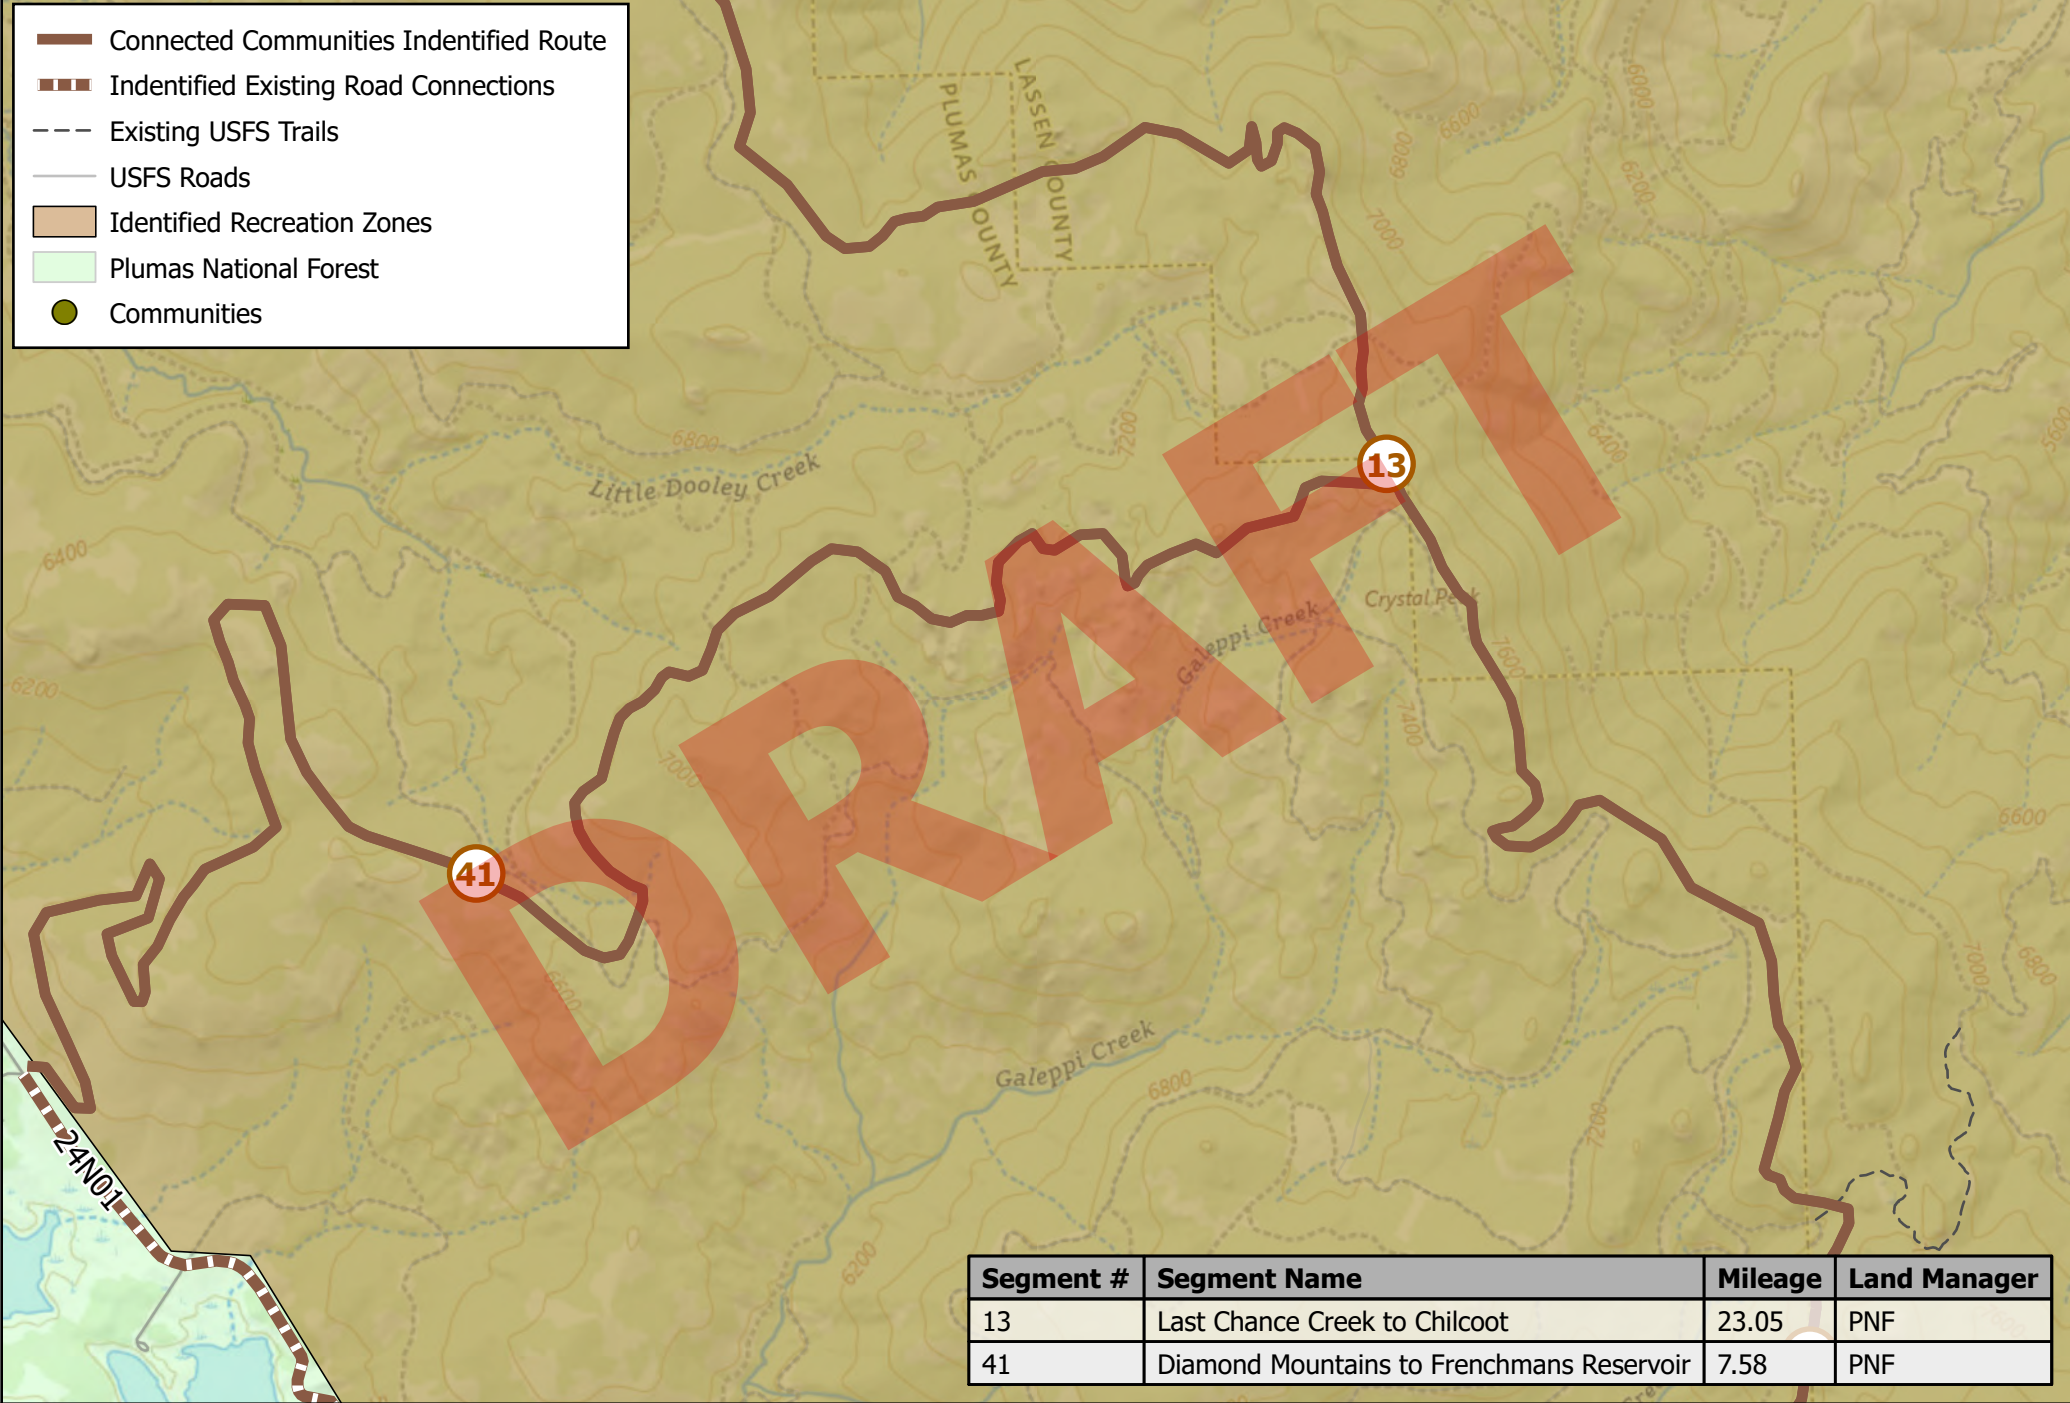 Connected Communities Indentified Route
Indentified Existing Road Connections
Existing USFS Trails
USFS Roads
Identified Recreation Zones
Plumas National Forest
Communities
LASSEN COUNTY
PLUMAS COUNTY
6000
6600
6800
6200
7000
DRAFT
5600
6400
7200
6800
Little Dooley Creek
13
6400
Crystal Peak
Galeppi Creek
7600
6200
7400
7000
6600
41
6600
7000
6800
Galeppi Creek
6800
7200
24N01
6200
Segment # Segment Name Mileage Land Manager
13 Last Chance Creek to Chilcoot 23.05 PNF
41 Diamond Mountains to Frenchmans Reservoir 7.58 PNF